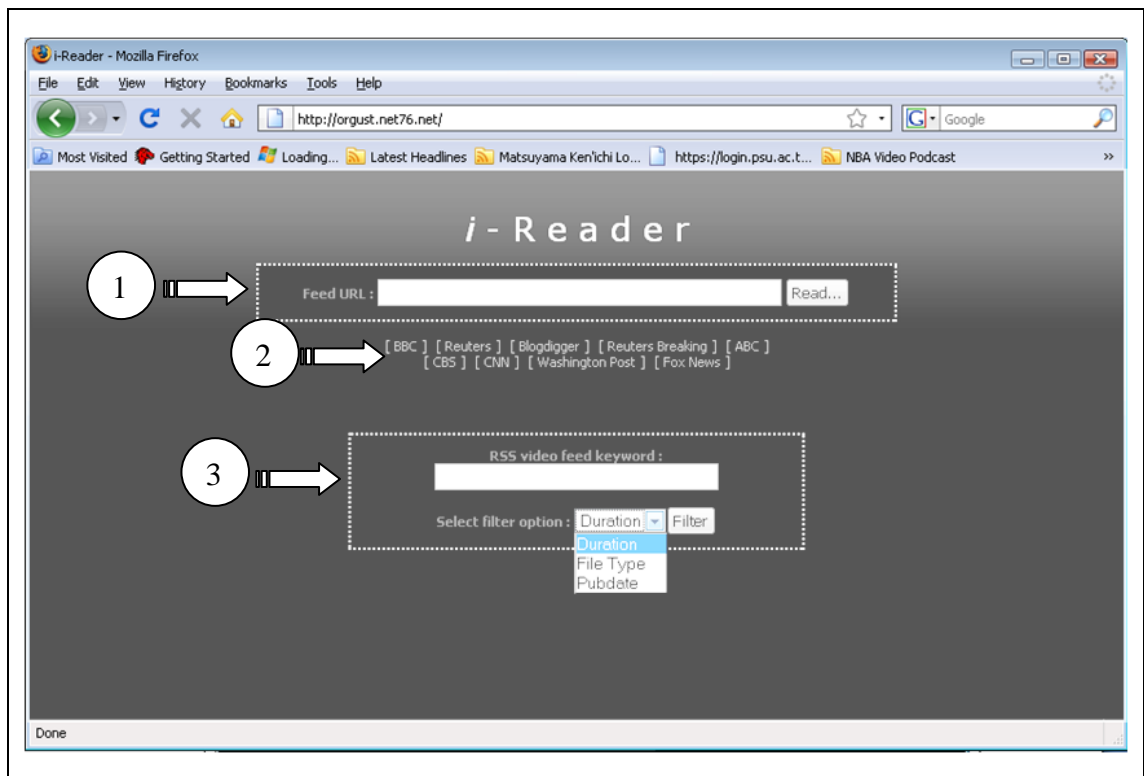 i-Reader - Mozilla Firefox
File Edit View History Bookmarks Tools Help
http://orgust.net76.net/
G Google
Most Visited Getting Started Loading... Latest Headlines Matsuyama Ken'ichi Lo... https://login.psu.ac.t... NBA Video Podcast »
i-Reader
1
Feed URL : Read...
2
[ BBC ] [ Reuters ] [ Blogdigger ] [ Reuters Breaking ] [ ABC ]
[ CBS ] [ CNN ] [ Washington Post ] [ Fox News ]
3
RSS video feed keyword :
Select filter option : Duration Filter
Duration
File Type
Pubdate
Done